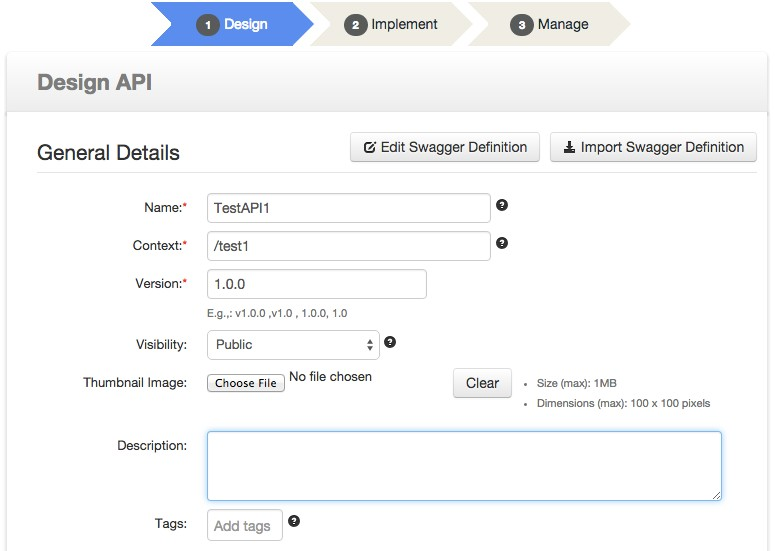 1 Design 2 Implement 3 Manage
Design API
General Details Edit Swagger Definition Import Swagger Definition
Name:* TestAPI1 ?
Context:* /test1 ?
Version:* 1.0.0
E.g.,: v1.0.0 ,v1.0 , 1.0.0, 1.0
Visibility: Public ?
Thumbnail Image: Choose File No file chosen Clear • Size (max): 1MB
• Dimensions (max): 100 x 100 pixels
Description:
Tags: Add tags ?